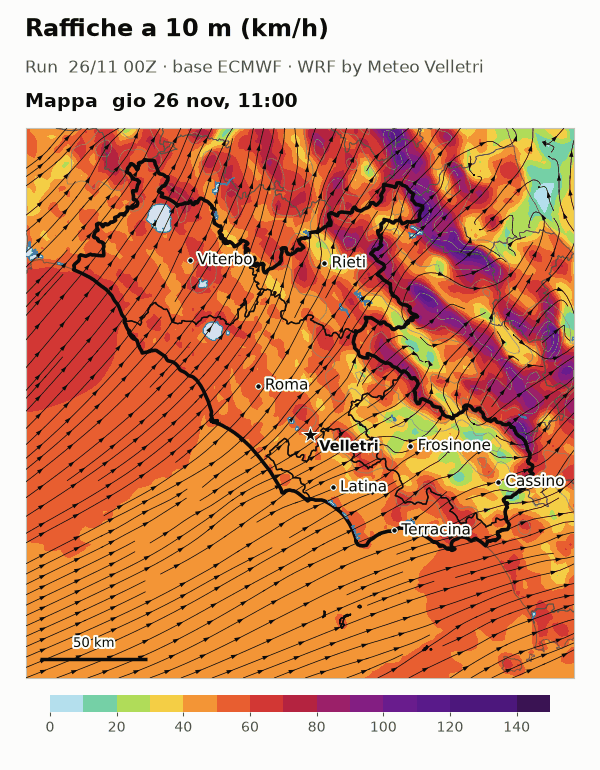 Raffiche a 10 m (km/h)
Run  26/11 00Z · base ECMWF · WRF by Meteo Velletri
Mappa  gio 26 nov, 11:00
Viterbo
Rieti
Roma
Velletri
Frosinone
Cassino
Latina
Terracina
50 km
0 20 40 60 80 100 120 140